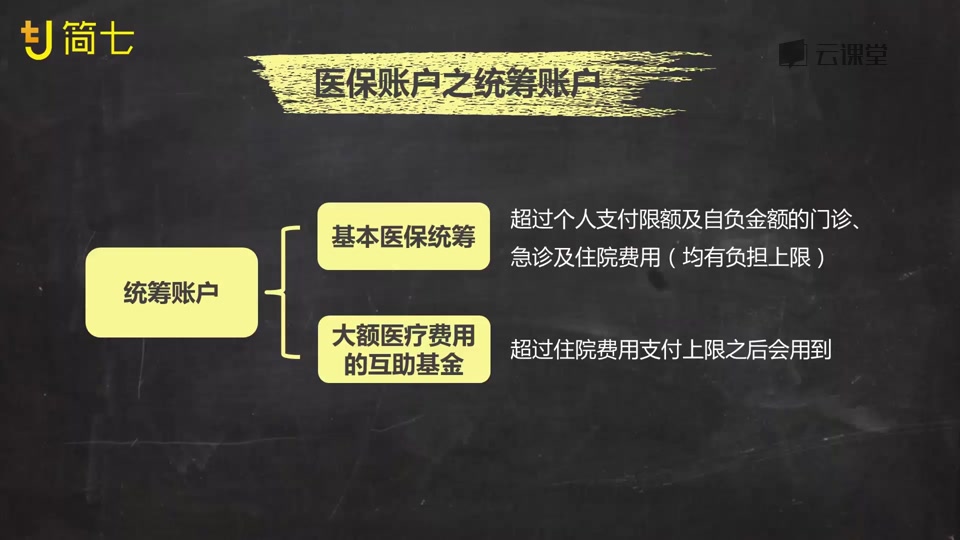 简七
云课堂
医保账户之统筹账户
统筹账户
基本医保统筹
超过个人支付限额及自负金额的门诊、
急诊及住院费用（均有负担上限）
大额医疗费用
的互助基金
超过住院费用支付上限之后会用到